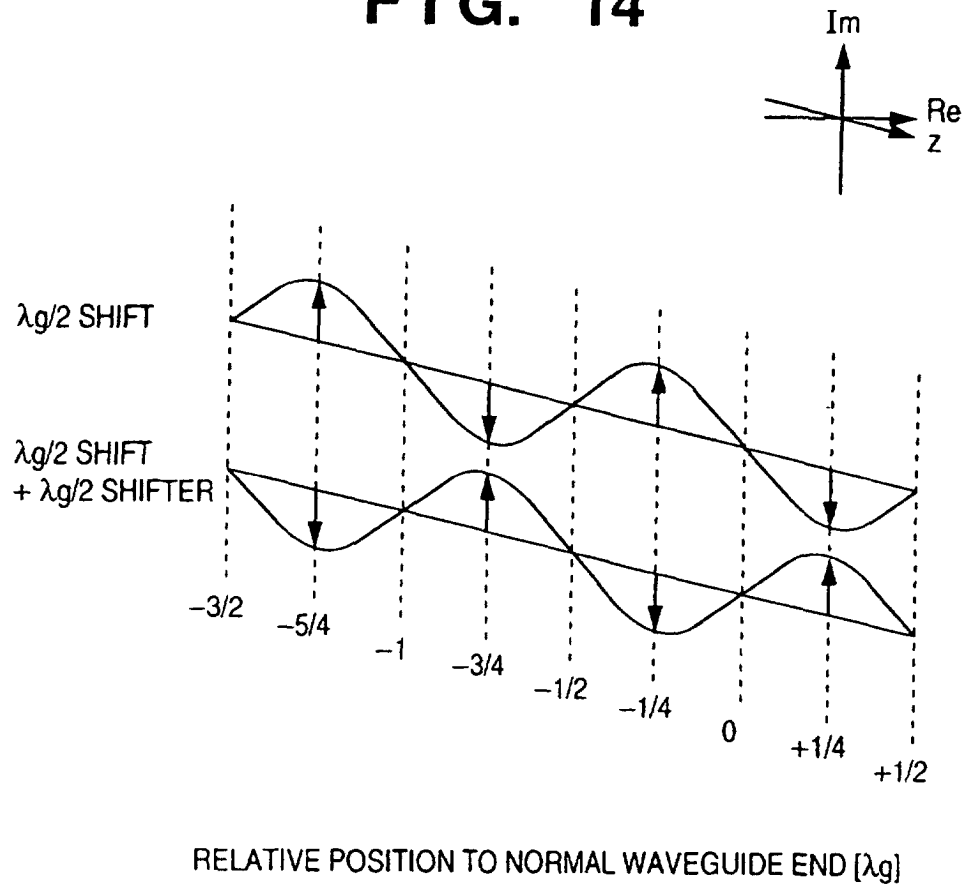 FIG. 14
Im
Re
z
λg/2 SHIFT
λg/2 SHIFT
+ λg/2 SHIFTER
−3/2
−5/4
−1
−3/4
−1/2
−1/4
0
+1/4
+1/2
RELATIVE POSITION TO NORMAL WAVEGUIDE END [λg]